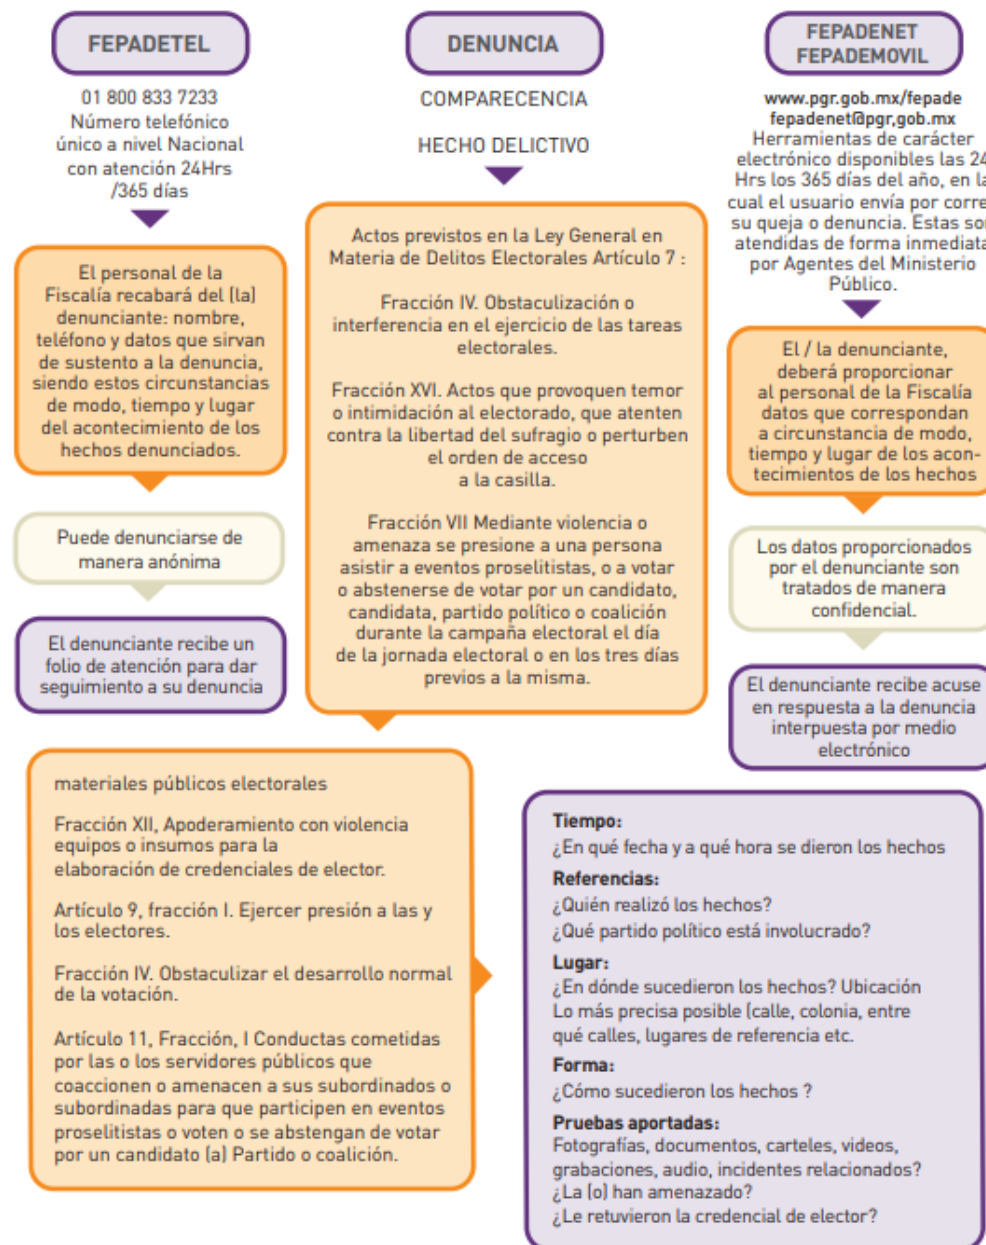 FEPADETEL
01 800 833 7233
Número telefónico
único a nivel Nacional
con atención 24Hrs
/365 días
El personal de la
Fiscalía recabará del (la)
denunciante: nombre,
teléfono y datos que sirvan
de sustento a la denuncia,
siendo estos circunstancias
de modo, tiempo y lugar
del acontecimiento de los
hechos denunciados.
Puede denunciarse de
manera anónima
El denunciante recibe un
folio de atención para dar
seguimiento a su denuncia
DENUNCIA
COMPARECENCIA
HECHO DELICTIVO
Actos previstos en la Ley General en
Materia de Delitos Electorales Artículo 7 :
Fracción IV. Obstaculización o
interferencia en el ejercicio de las tareas
electorales.
Fracción XVI. Actos que provoquen temor
o intimidación al electorado, que atenten
contra la libertad del sufragio o perturben
el orden de acceso
a la casilla.
Fracción VII Mediante violencia o
amenaza se presione a una persona
asistir a eventos proselitistas, o a votar
o abstenerse de votar por un candidato,
candidata, partido político o coalición
durante la campaña electoral el día
de la jornada electoral o en los tres días
previos a la misma.
materiales públicos electorales
Fracción XII, Apoderamiento con violencia
equipos o insumos para la
elaboración de credenciales de elector.
Artículo 9, fracción I. Ejercer presión a las y
los electores.
Fracción IV. Obstaculizar el desarrollo normal
de la votación.
Artículo 11, Fracción, I Conductas cometidas
por las o los servidores públicos que
coaccionen o amenacen a sus subordinados o
subordinadas para que participen en eventos
proselitistas o voten o se abstengan de votar
por un candidato (a) Partido o coalición.
FEPADENET
FEPADEMOVIL
www.pgr.gob.mx/fepade
fepadenet@pgr,gob.mx
Herramientas de carácter
electrónico disponibles las 24
Hrs los 365 días del año, en la
cual el usuario envía por corre
su queja o denuncia. Estas son
atendidas de forma inmediata
por Agentes del Ministerio
Público.
El / la denunciante,
deberá proporcionar
al personal de la Fiscalía
datos que correspondan
a circunstancia de modo,
tiempo y lugar de los acon-
tecimientos de los hechos
Los datos proporcionados
por el denunciante son
tratados de manera
confidencial.
El denunciante recibe acuse
en respuesta a la denuncia
interpuesta por medio
electrónico
Tiempo:
¿En qué fecha y a qué hora se dieron los hechos
Referencias:
¿Quién realizó los hechos?
¿Qué partido político está involucrado?
Lugar:
¿En dónde sucedieron los hechos? Ubicación
Lo más precisa posible (calle, colonia, entre
qué calles, lugares de referencia etc.
Forma:
¿Cómo sucedieron los hechos ?
Pruebas aportadas:
Fotografías, documentos, carteles, videos,
grabaciones, audio, incidentes relacionados?
¿La (o) han amenazado?
¿Le retuvieron la credencial de elector?